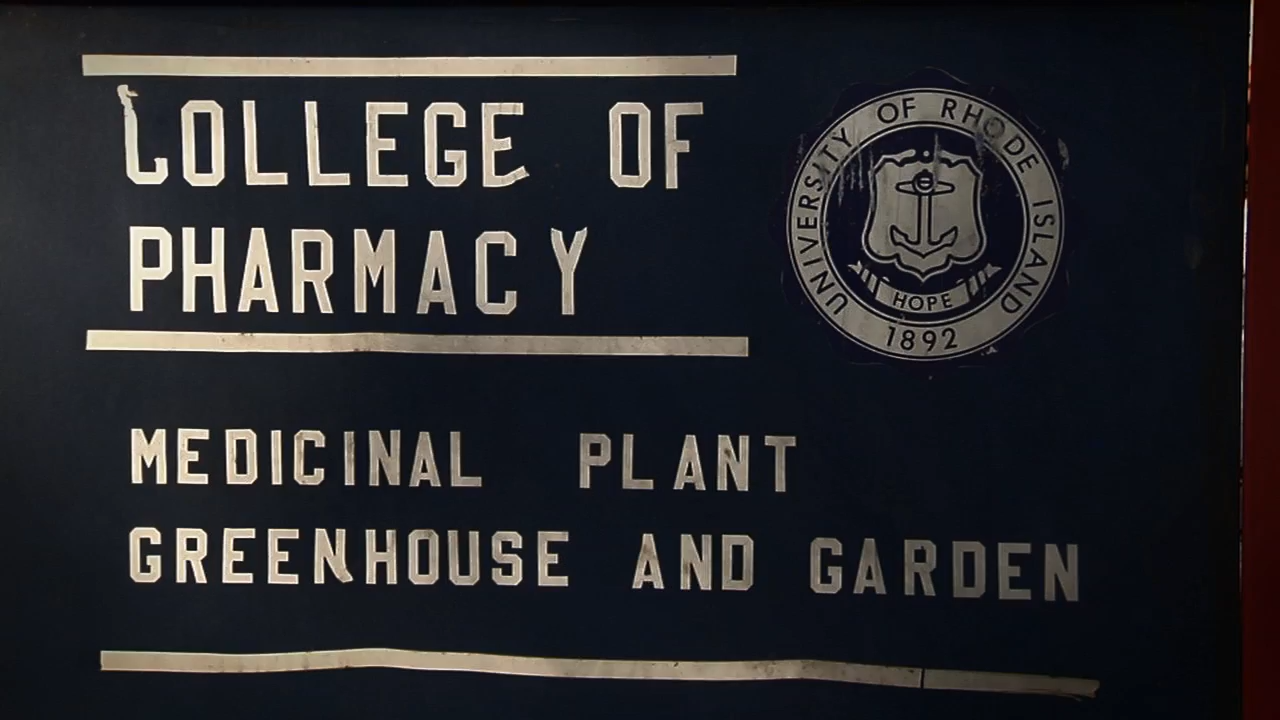 COLLEGE OF
PHARMACY
UNIVERSITY OF RHODE ISLAND
HOPE
1892
MEDICINAL PLANT
GREENHOUSE AND GARDEN